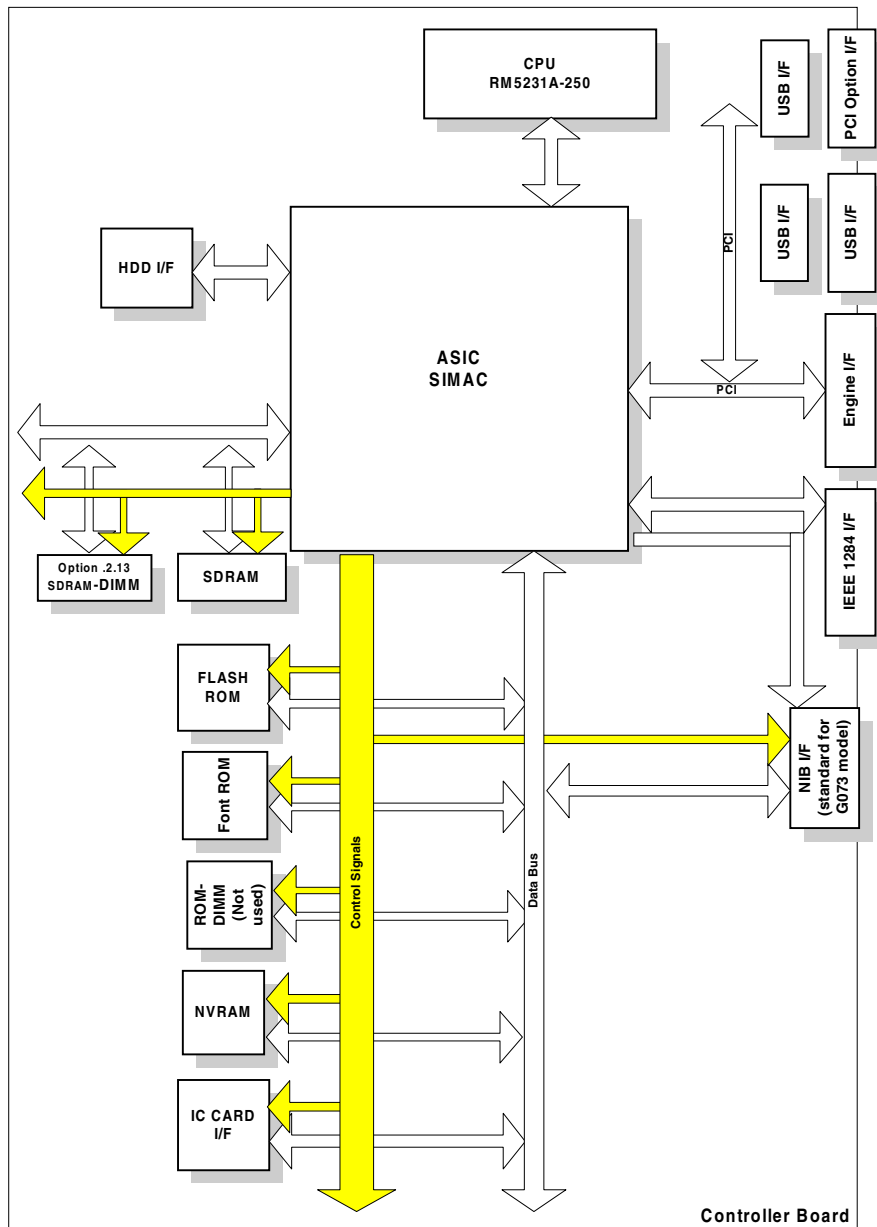 CPU
RM5231A-250
USB I/F
PCI Option I/F
USB I/F
USB I/F
PCI
HDD I/F
ASIC
SIMAC
PCI
Engine I/F
IEEE 1284 I/F
Option .2.13
SDRAM-DIMM
SDRAM
FLASH
ROM
NIB I/F
(standard for
G073 model)
Font ROM
Control Signals
Data Bus
ROM-
DIMM
(Not
used)
NVRAM
IC CARD
I/F
Controller Board